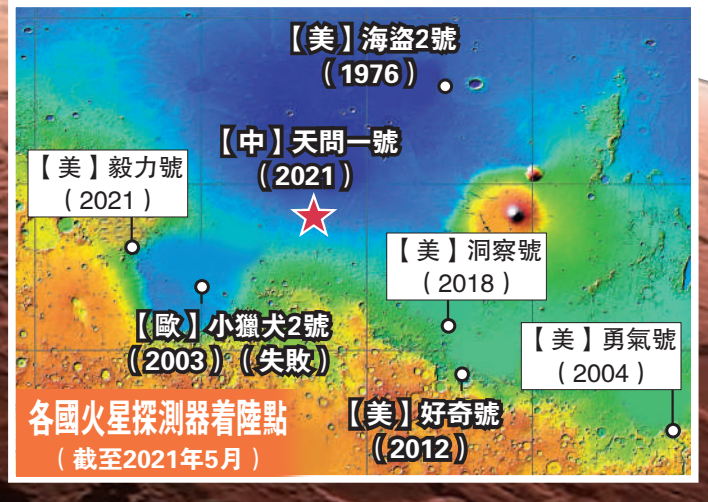 【美】海盜2號
（1976）
【中】天問一號
（2021）
【美】毅力號
（2021）
【美】洞察號
（2018）
【歐】小獵犬2號
（2003）（失敗）
【美】勇氣號
（2004）
【美】好奇號
（2012）
各國火星探測器着陸點
（截至2021年5月）